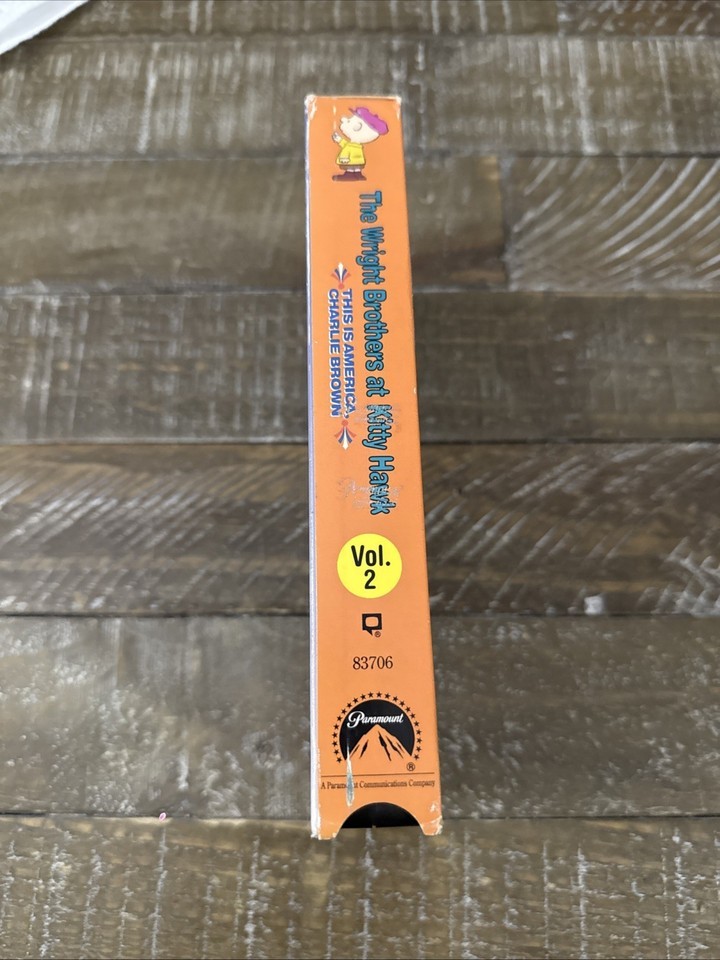 The Wright Brothers at Kitty Hawk
THIS IS AMERICA,
CHARLIE BROWN
Vol.
2
®
83706
Paramount
®
A Paramount Communications Company